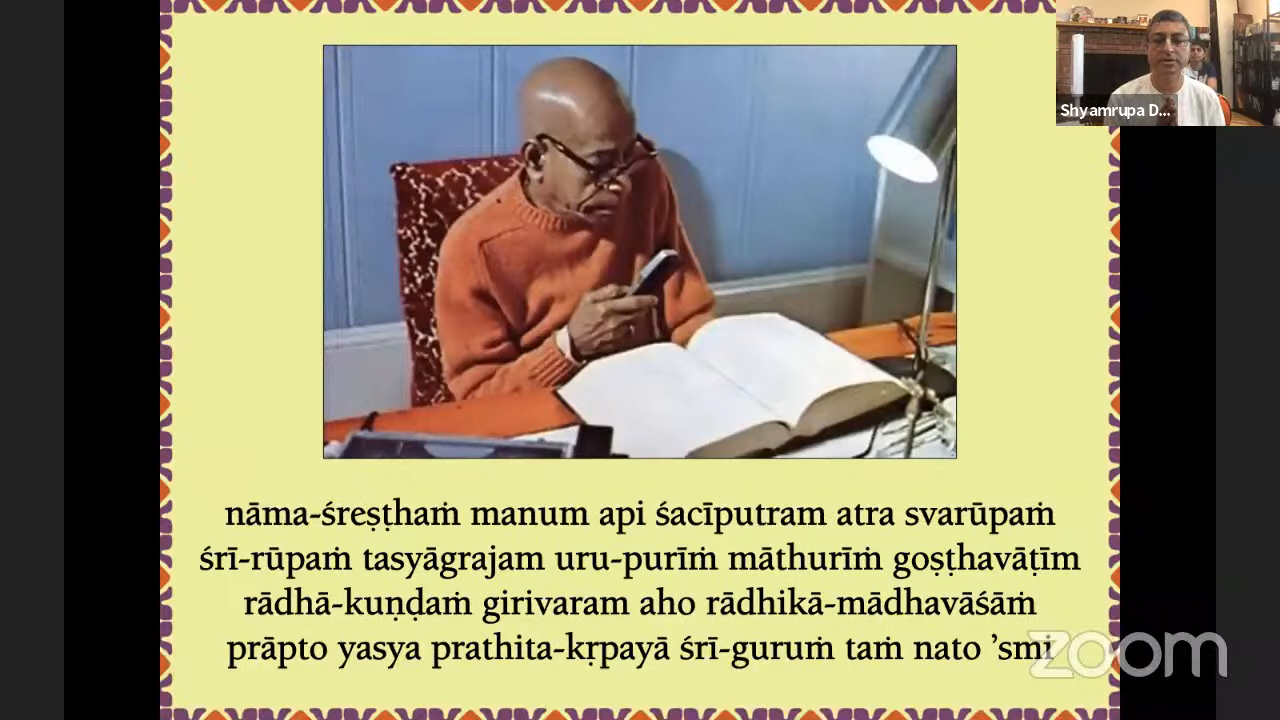 Shyamrupa D...
nāma-śreṣṭhaṁ manum api śacīputram atra svarūpaṁ
śrī-rūpaṁ tasyāgrajam uru-purīṁ māthurīṁ goṣṭhavāṭīm
rādhā-kuṇḍaṁ girivaram aho rādhikā-mādhavāśāṁ
prāpto yasya prathita-kṛpayā śrī-guruṁ taṁ nato ’smi
zoom